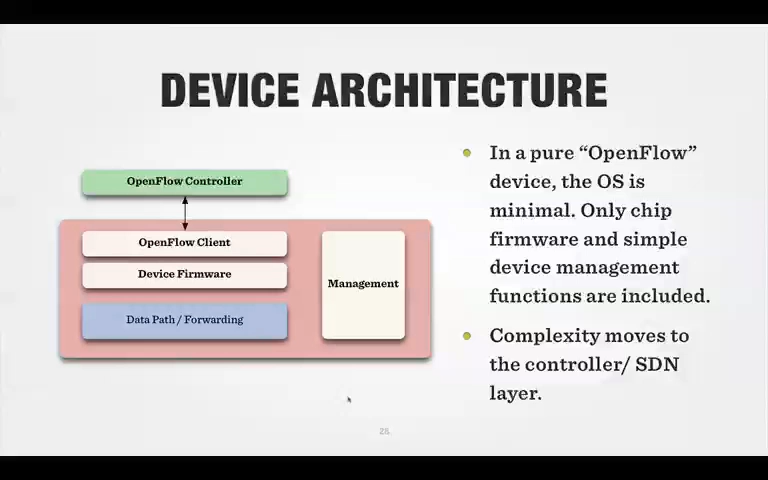 DEVICE ARCHITECTURE
OpenFlow Controller
OpenFlow Client
Device Firmware
Data Path / Forwarding
Management
In a pure “OpenFlow”
device, the OS is
minimal. Only chip
firmware and simple
device management
functions are included.
Complexity moves to
the controller/ SDN
layer.
28